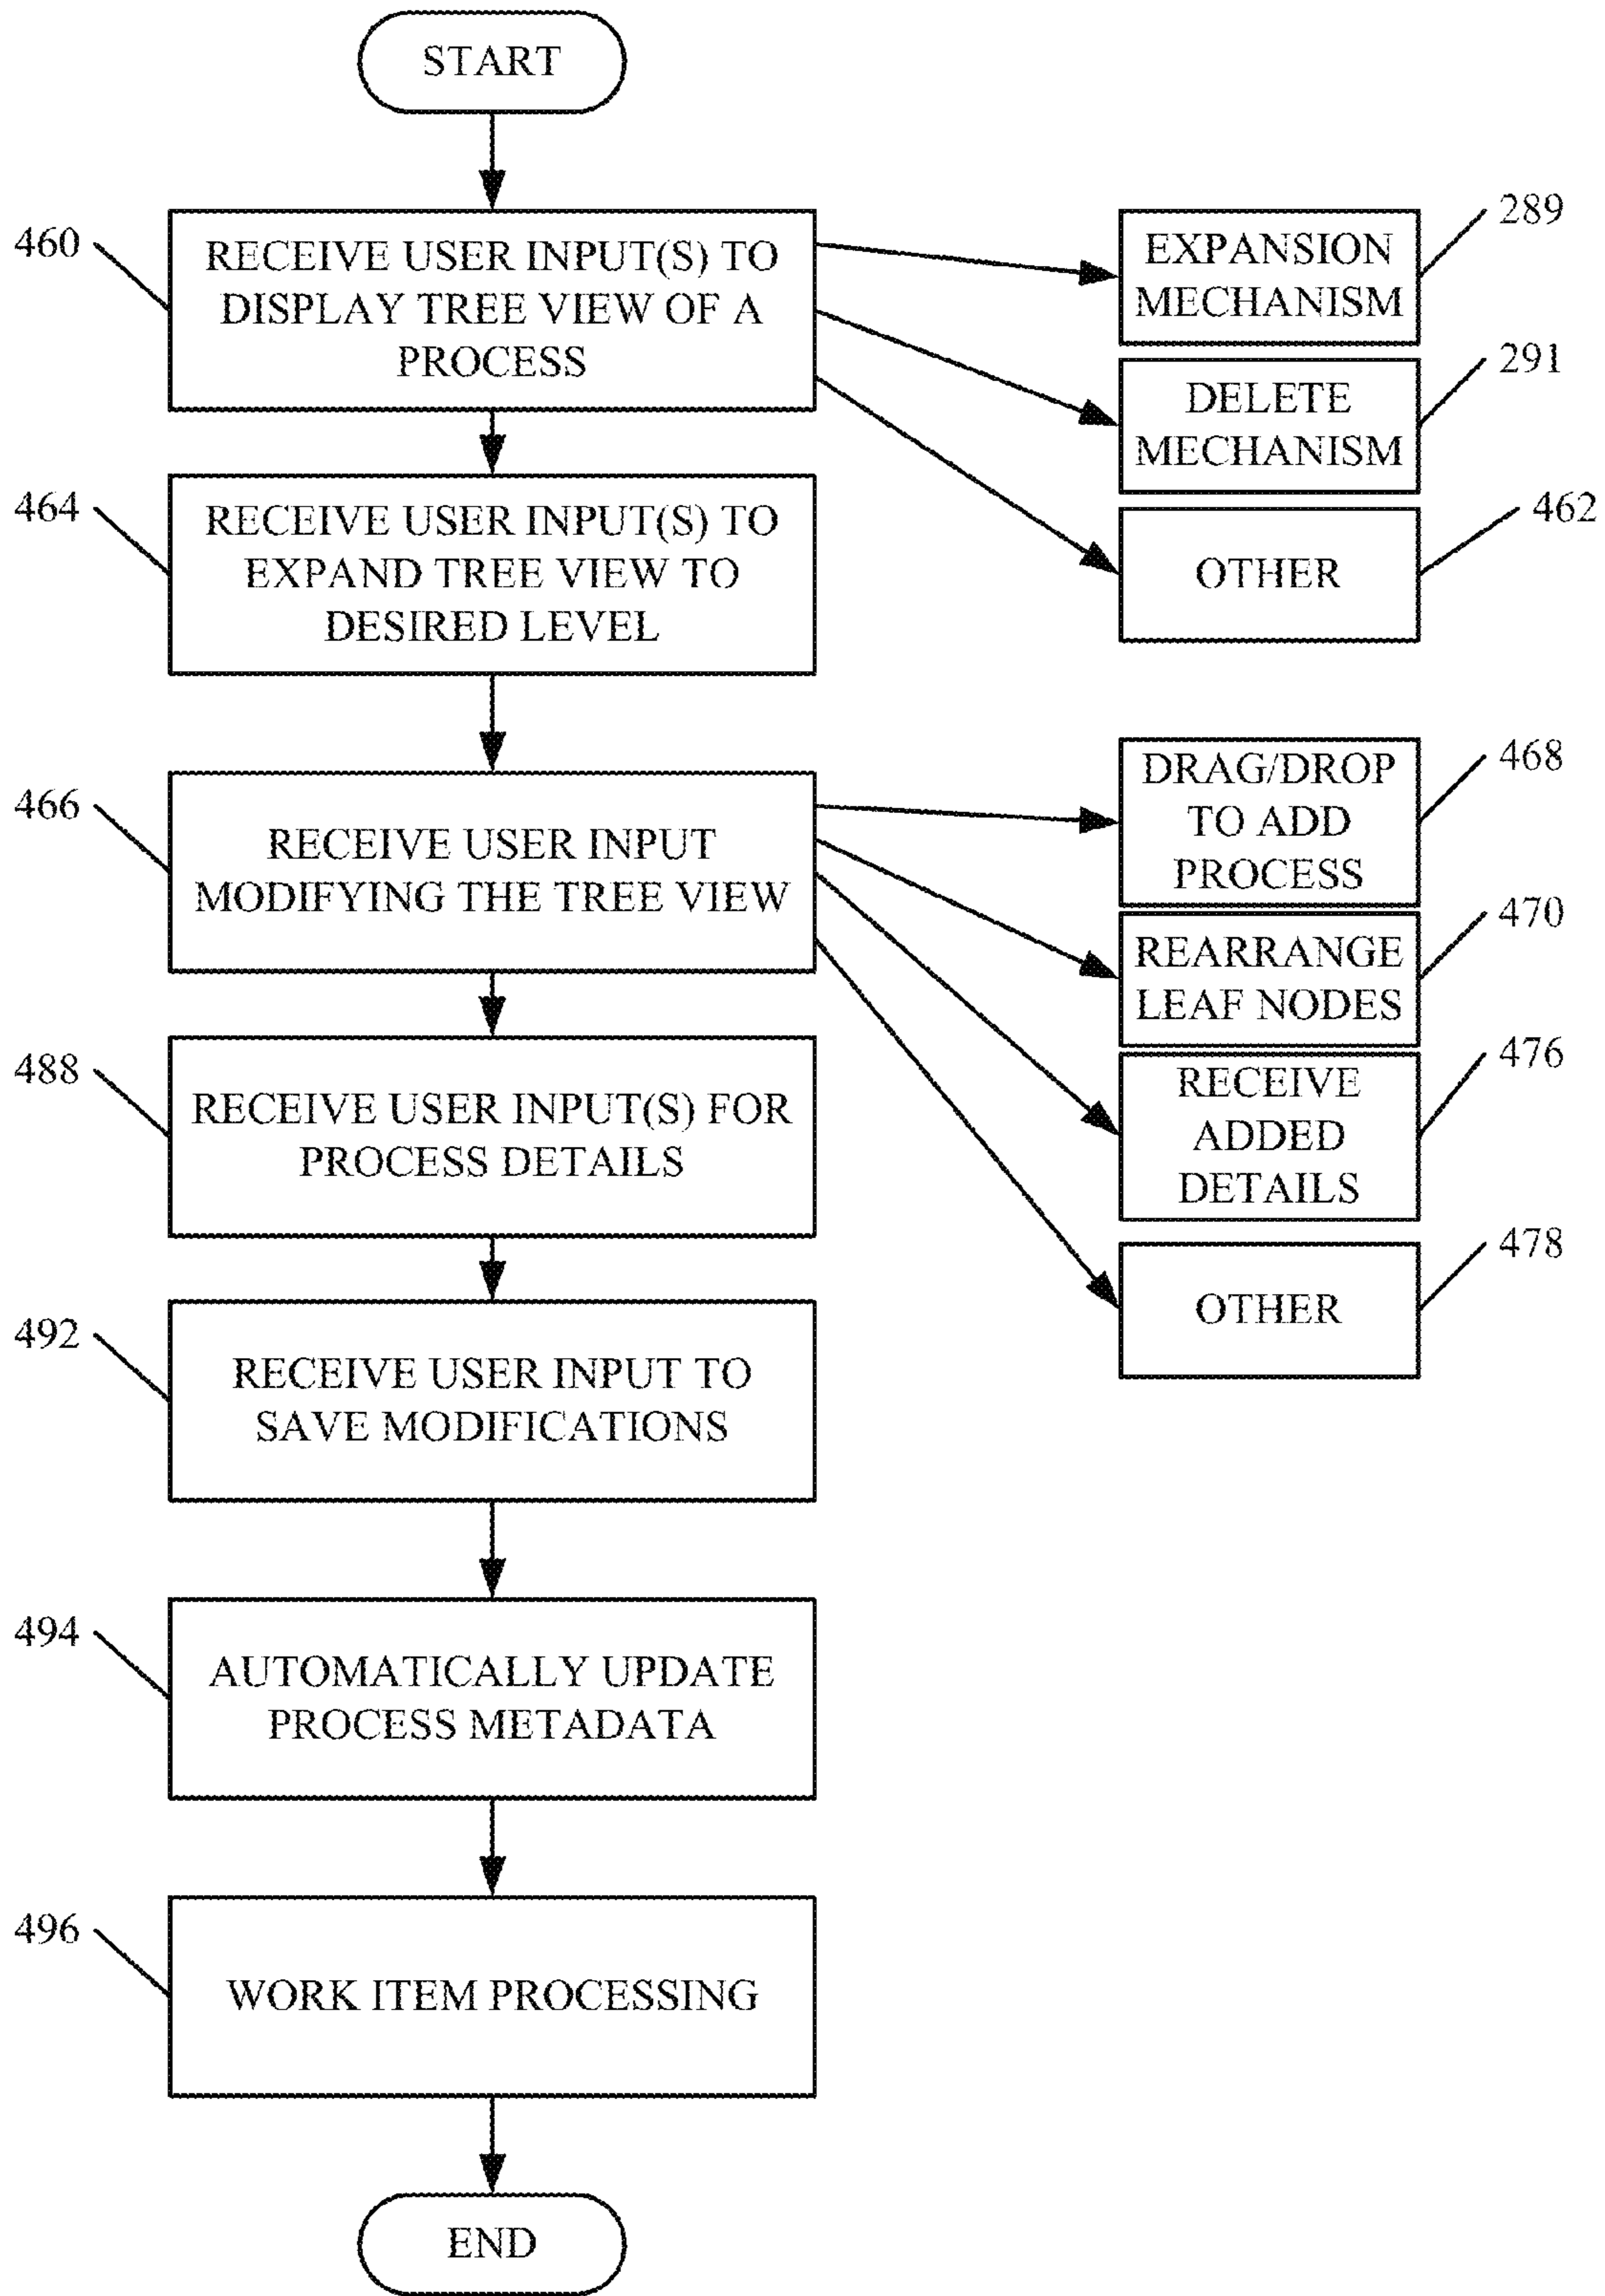 START
460
RECEIVE USER INPUT(S) TO
DISPLAY TREE VIEW OF A
PROCESS
EXPANSION
MECHANISM
289
DELETE
MECHANISM
291
OTHER
462
464
RECEIVE USER INPUT(S) TO
EXPAND TREE VIEW TO
DESIRED LEVEL
466
RECEIVE USER INPUT
MODIFYING THE TREE VIEW
DRAG/DROP
TO ADD
PROCESS
468
REARRANGE
LEAF NODES
470
RECEIVE
ADDED
DETAILS
476
OTHER
478
488
RECEIVE USER INPUT(S) FOR
PROCESS DETAILS
492
RECEIVE USER INPUT TO
SAVE MODIFICATIONS
494
AUTOMATICALLY UPDATE
PROCESS METADATA
496
WORK ITEM PROCESSING
END